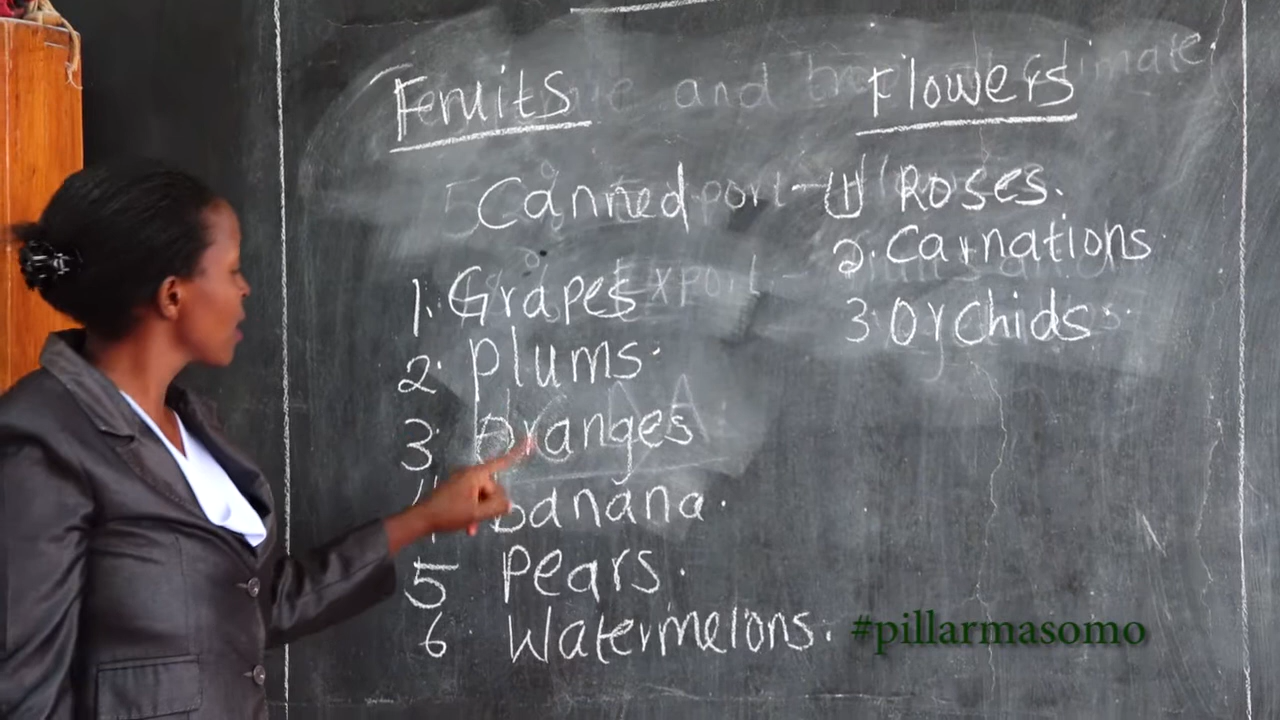 Fruits
Canned
1. Grapes
2. Plums.
3. Oranges
4. Banana.
5 Pears.
6. Watermelons.
Flowers
1) Roses.
2. Carnations.
3 Orchids.
#pillarmasomo